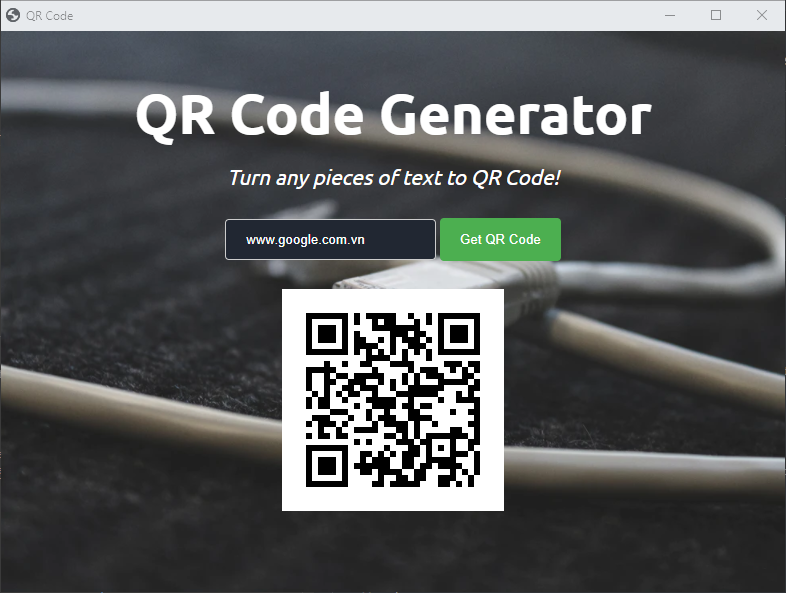 QR Code
QR Code Generator
Turn any pieces of text to QR Code!
www.google.com.vn
Get QR Code